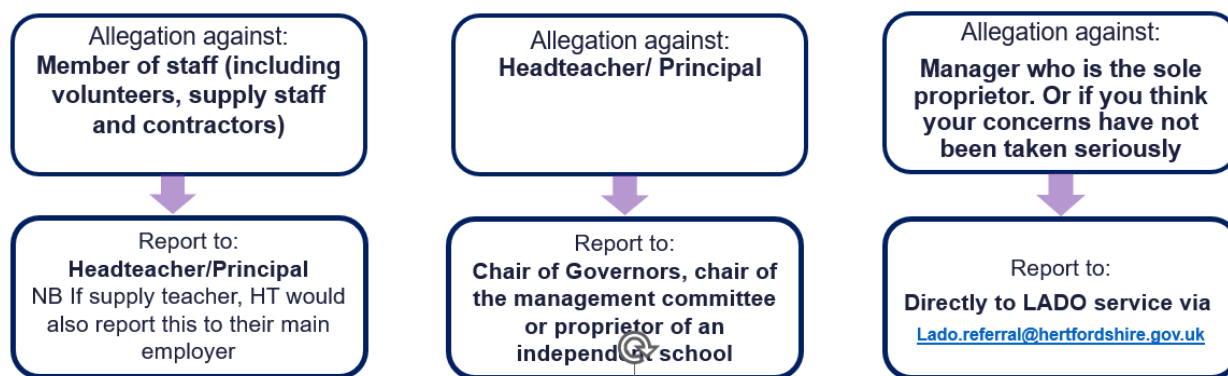 Allegation against:
Member of staff (including
volunteers, supply staff
and contractors)
Report to:
Headteacher/Principal
NB If supply teacher, HT would
also report this to their main
employer
Allegation against:
Headteacher/ Principal
Report to:
Chair of Governors, chair of
the management committee
or proprietor of an
independent school
Allegation against:
Manager who is the sole
proprietor. Or if you think
your concerns have not
been taken seriously
Report to:
Directly to LADO service via
Lado.referral@hertfordshire.gov.uk